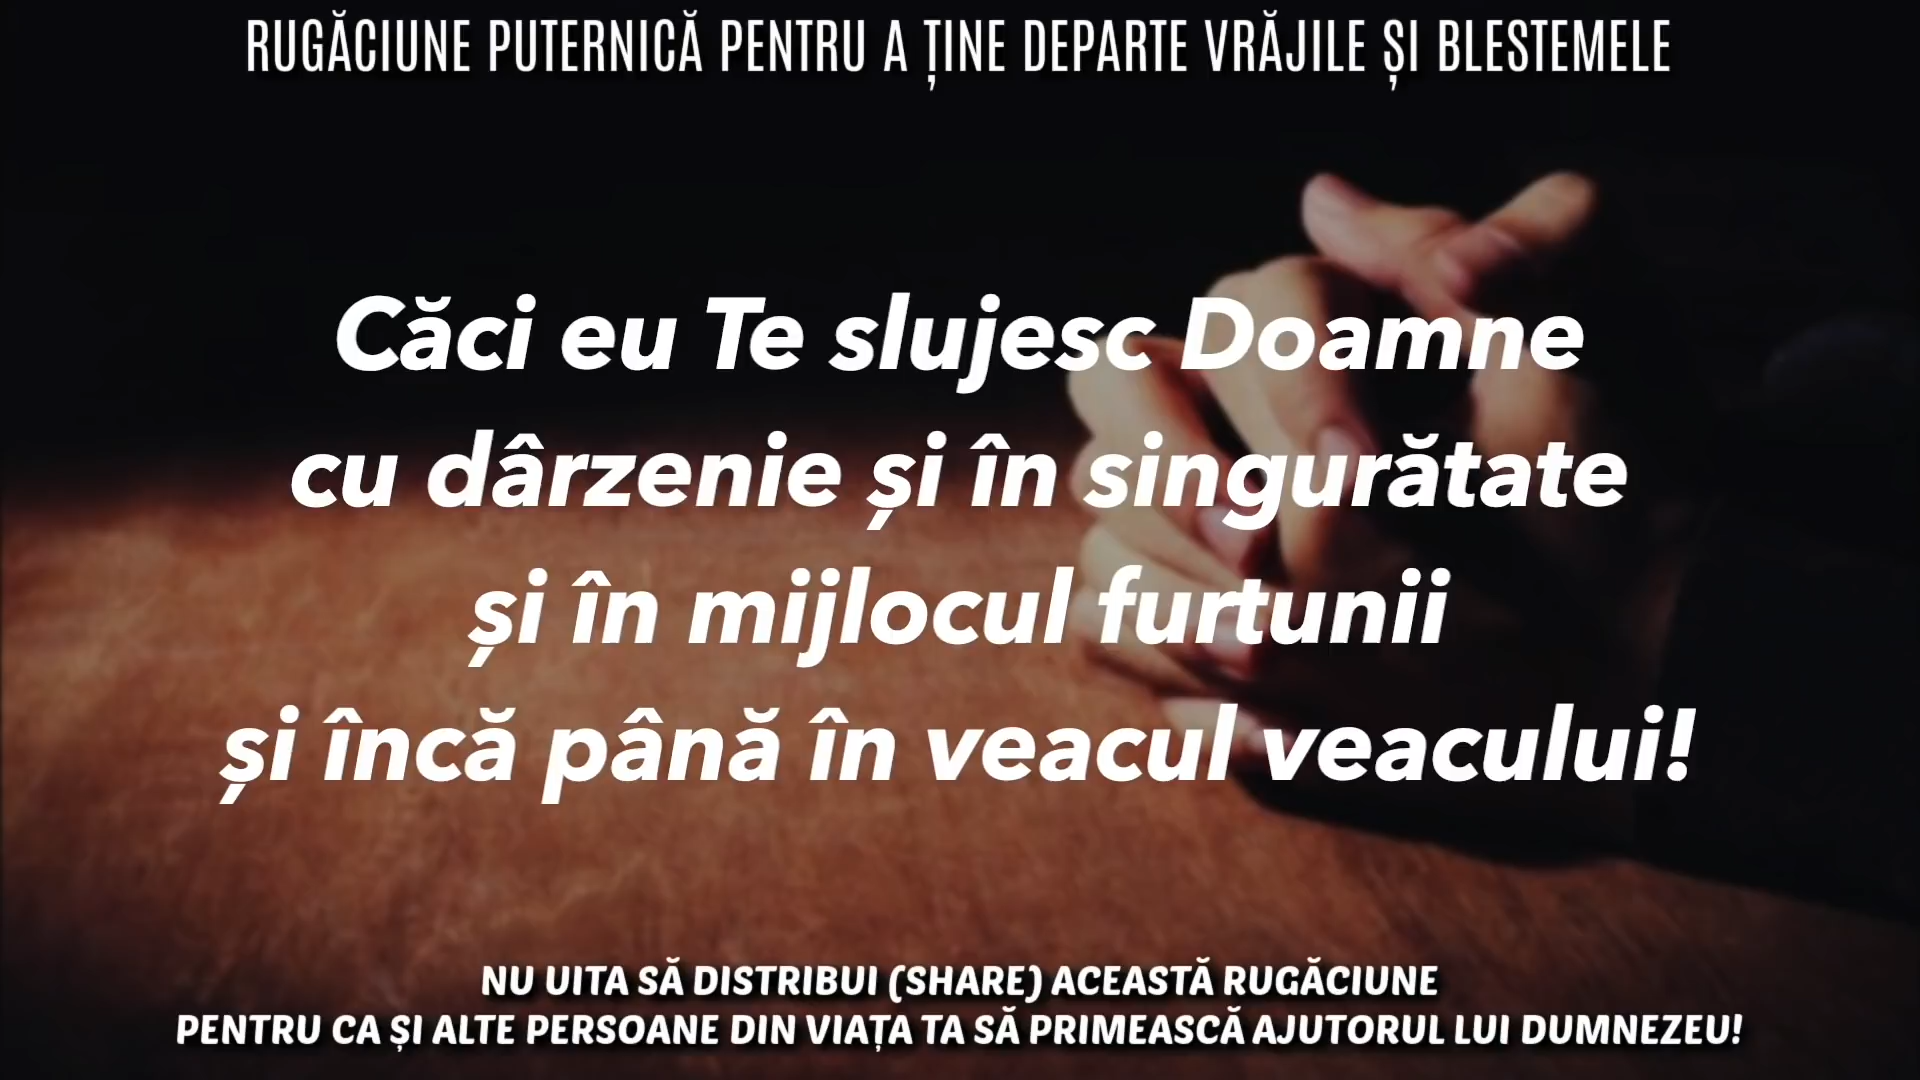 RUGĂCIUNE PUTERNICĂ PENTRU A ȚINE DEPARTE VRĂJILE ȘI BLESTEMELE
Căci eu Te slujesc Doamne
cu dârzenie și în singurătate
și în mijlocul furtunii
și încă până în veacul veacului!
NU UITA SĂ DISTRIBUI (SHARE) ACEASTĂ RUGĂCIUNE
PENTRU CA ȘI ALTE PERSOANE DIN VIAȚA TA SĂ PRIMEASCĂ AJUTORUL LUI DUMNEZEU!